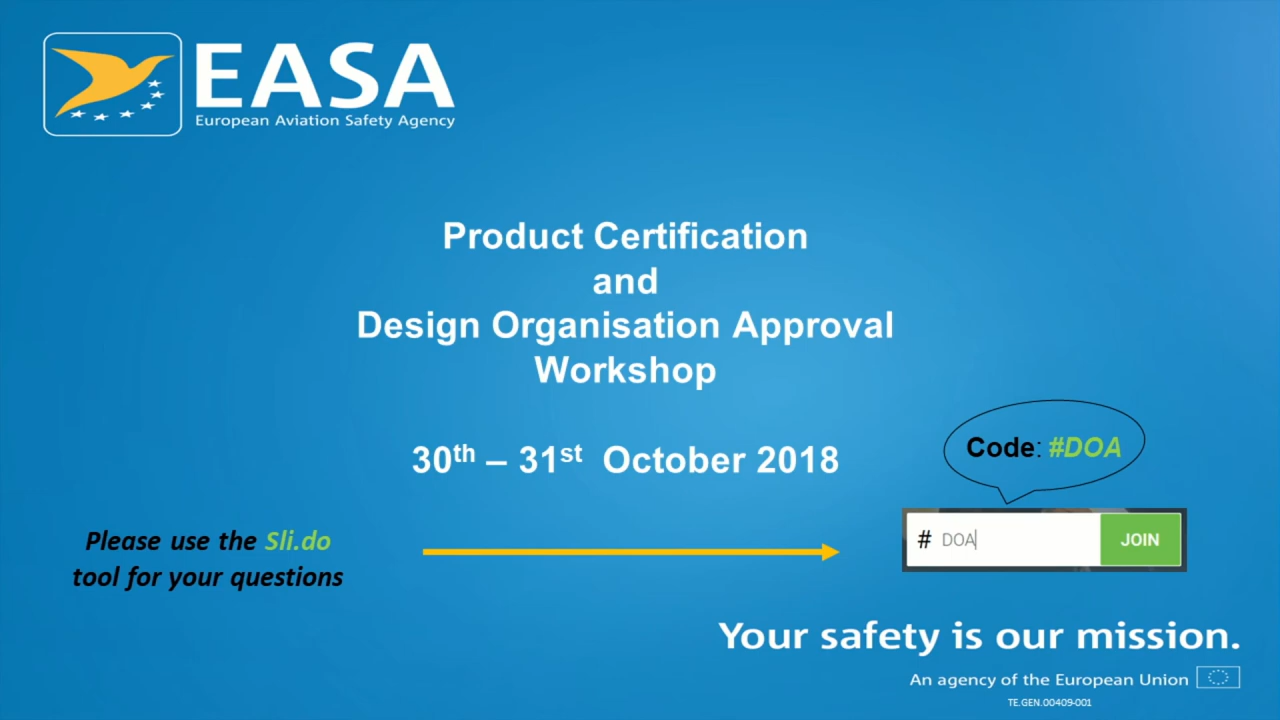 EASA
European Aviation Safety Agency
Product Certification
and
Design Organisation Approval
Workshop
30th – 31st October 2018
Code: #DOA
# DOA JOIN
Please use the Sli.do
tool for your questions
Your safety is our mission.
An agency of the European Union
TE.GEN.00409-001